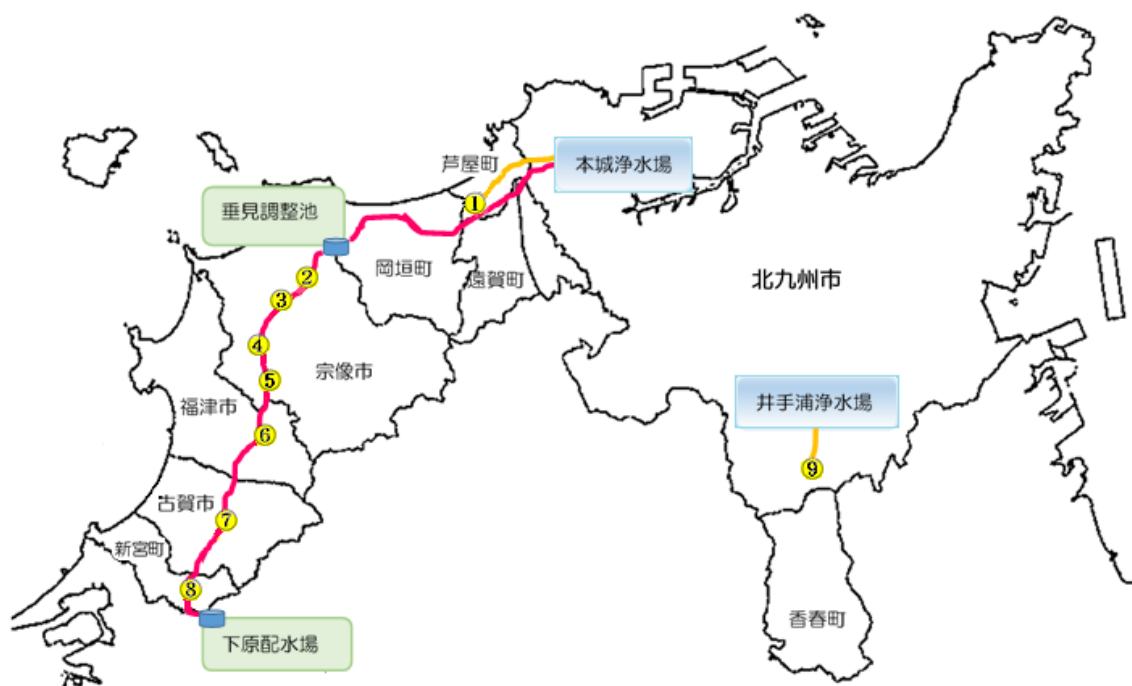 芦屋町
本城浄水場
垂見調整池
①
岡垣町
遠賀町
北九州市
②
③
④
宗像市
⑤
福津市
⑥
井手浦浄水場
⑨
古賀市
⑦
新宮町
⑧
香春町
下原配水場